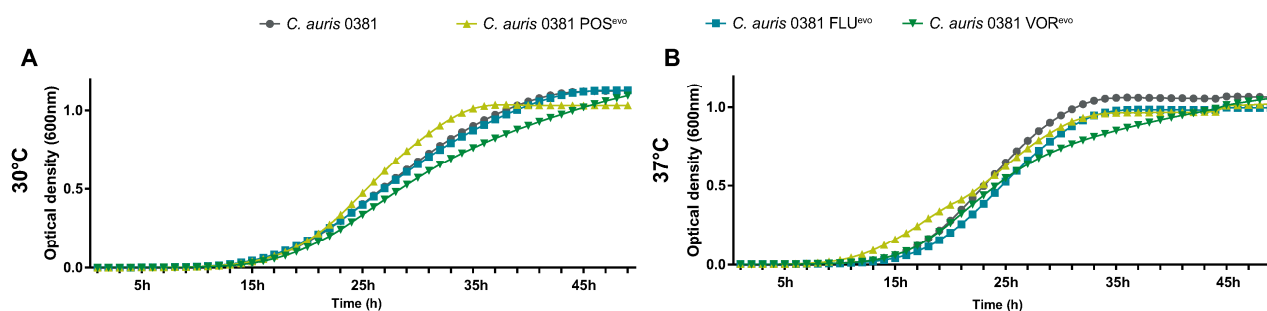 C. auris 0381 C. auris 0381 POSᵉᵛᵒ C. auris 0381 FLUᵉᵛᵒ C. auris 0381 VORᵉᵛᵒ
A
30°C
Optical density (600nm)
1.0
0.5
0.0
5h 15h 25h 35h 45h
Time (h)
B
37°C
Optical density (600nm)
1.0
0.5
0.0
5h 15h 25h 35h 45h
Time (h)